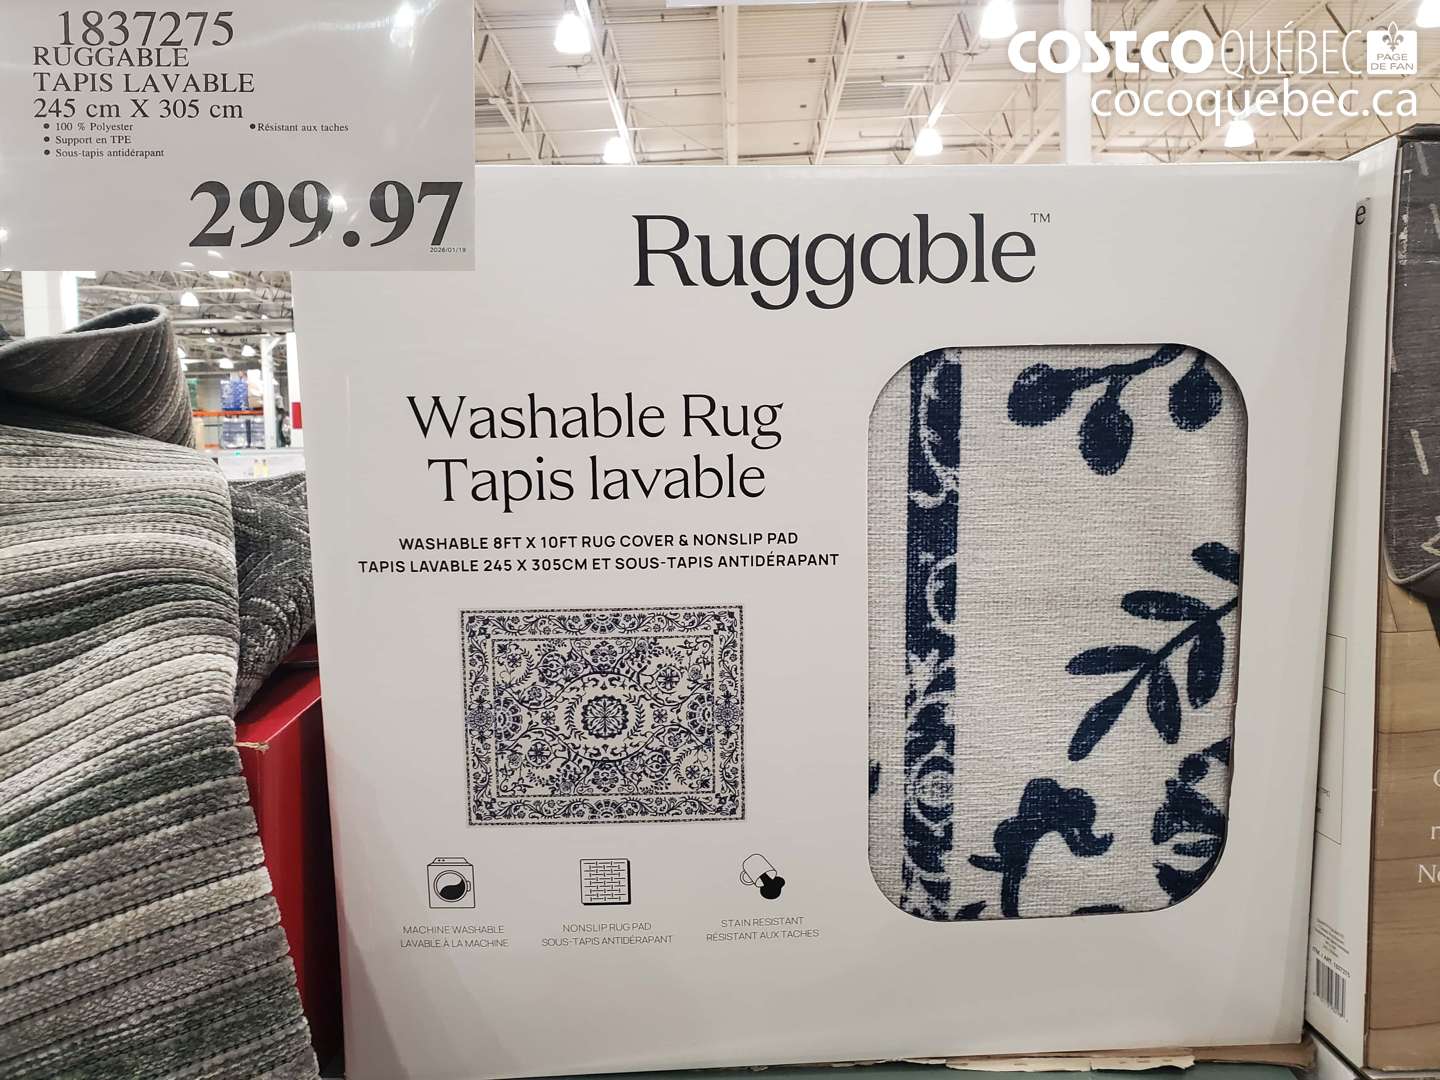 1837275
RUGGABLE
TAPIS LAVABLE
245 cm X 305 cm
• 100 % Polyester
• Résistant aux taches
• Support en TPE
• Sous-tapis antidérapant
299.97
2026/01/19
COSTCO QUÉBEC
PAGE
DE FAN
cocoquebec.ca
Ruggable™
Washable Rug
Tapis lavable
WASHABLE 8FT X 10FT RUG COVER & NONSLIP PAD
TAPIS LAVABLE 245 X 305CM ET SOUS-TAPIS ANTIDÉRAPANT
MACHINE WASHABLE
LAVABLE À LA MACHINE
NONSLIP RUG PAD
SOUS-TAPIS ANTIDÉRAPANT
STAIN RESISTANT
RÉSISTANT AUX TACHES
e